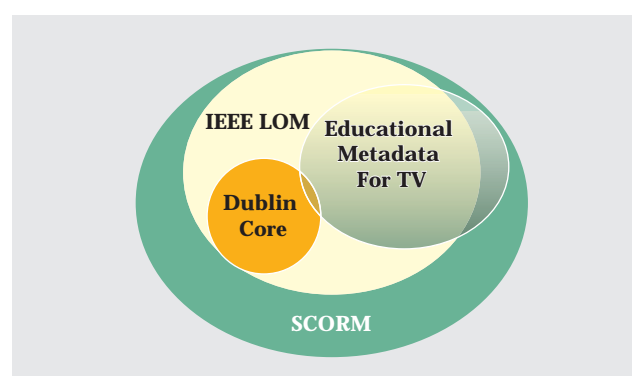 IEEE LOM
Educational
Metadata
For TV
Dublin
Core
SCORM